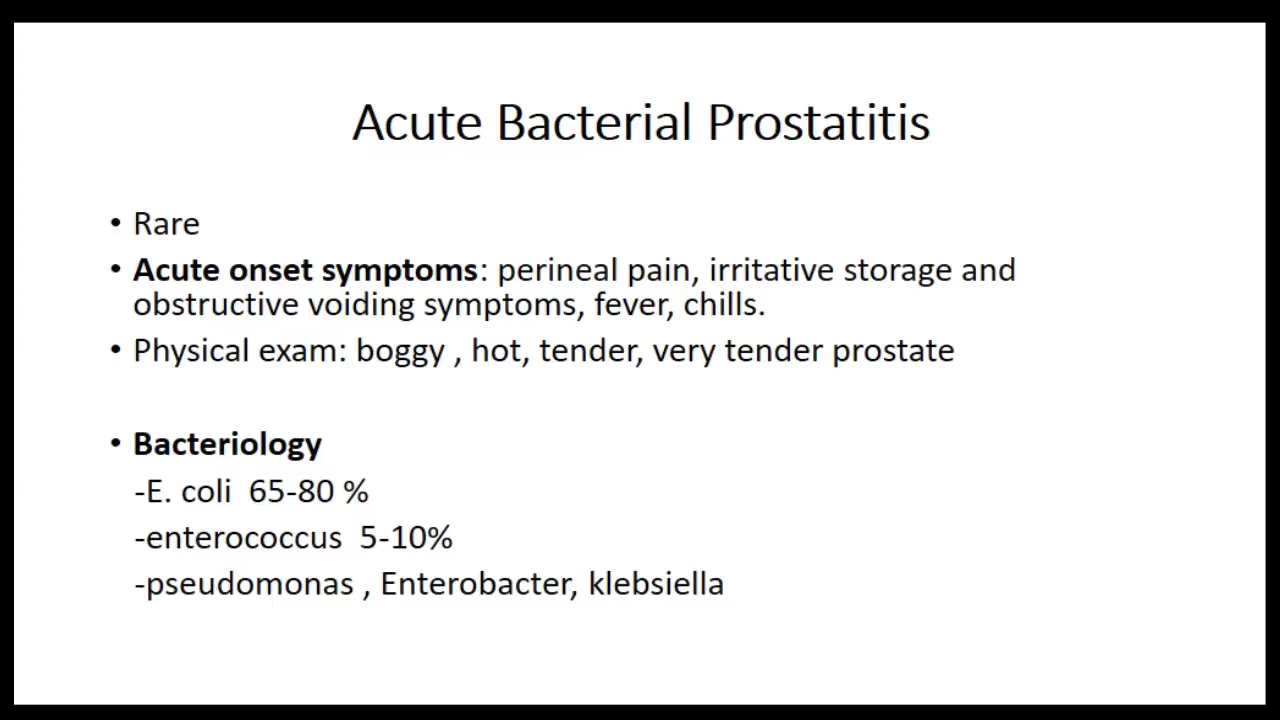 Acute Bacterial Prostatitis
• Rare
• Acute onset symptoms: perineal pain, irritative storage and
obstructive voiding symptoms, fever, chills.
• Physical exam: boggy , hot, tender, very tender prostate
• Bacteriology
-E. coli  65-80 %
-enterococcus  5-10%
-pseudomonas , Enterobacter, klebsiella